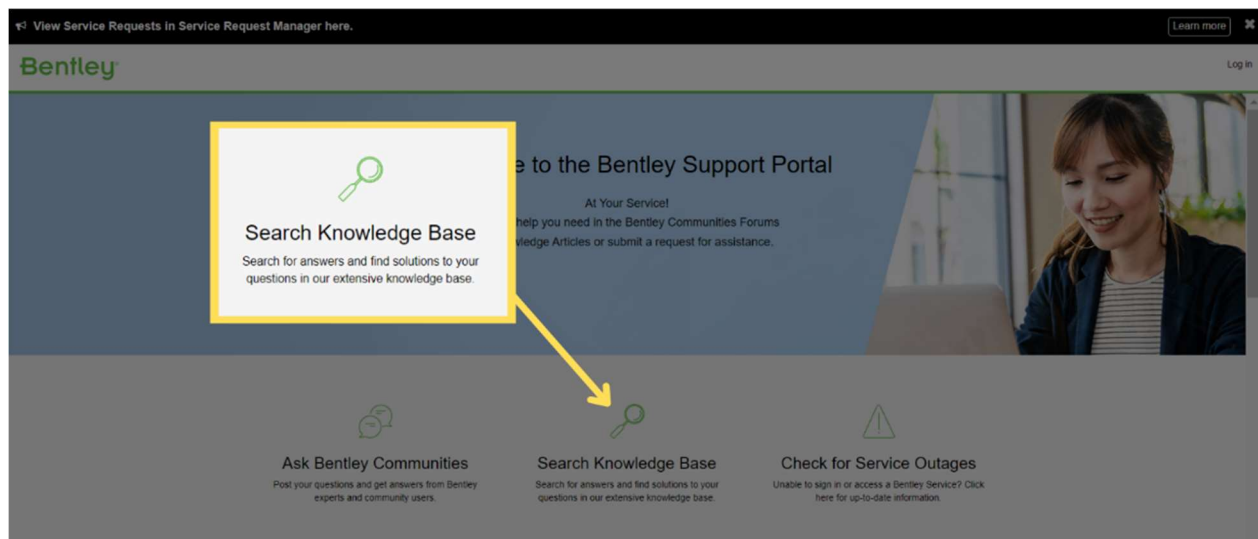 View Service Requests in Service Request Manager here.
Learn more
Bentley
Log in
e to the Bentley Support Portal
At Your Service!
help you need in the Bentley Communities Forums
wledge Articles or submit a request for assistance.
Search Knowledge Base
Search for answers and find solutions to your
questions in our extensive knowledge base.
Ask Bentley Communities
Post your questions and get answers from Bentley
experts and community users.
Search Knowledge Base
Search for answers and find solutions to your
questions in our extensive knowledge base.
Check for Service Outages
Unable to sign in or access a Bentley Service? Click
here for up-to-date information.